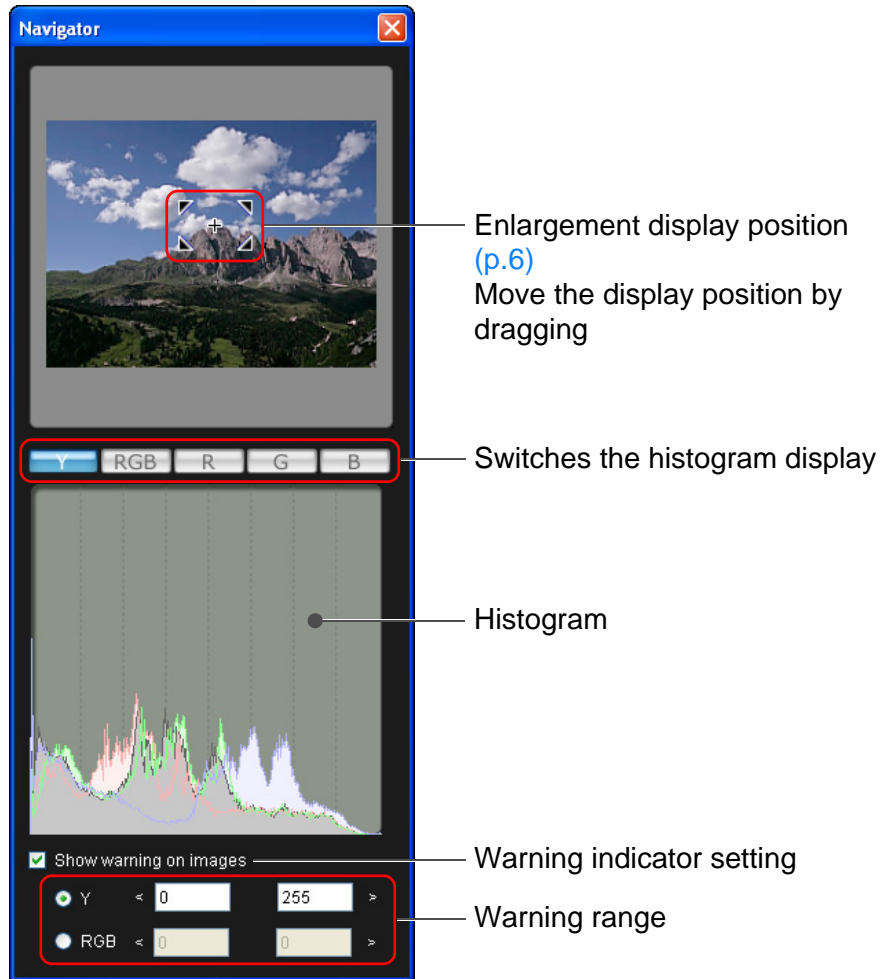 Navigator
Enlargement display position
(p.6)
Move the display position by
dragging
Y RGB R G B
Switches the histogram display
Histogram
Show warning on images
Warning indicator setting
Y < 0 255 >
Warning range
RGB < 0 0 >